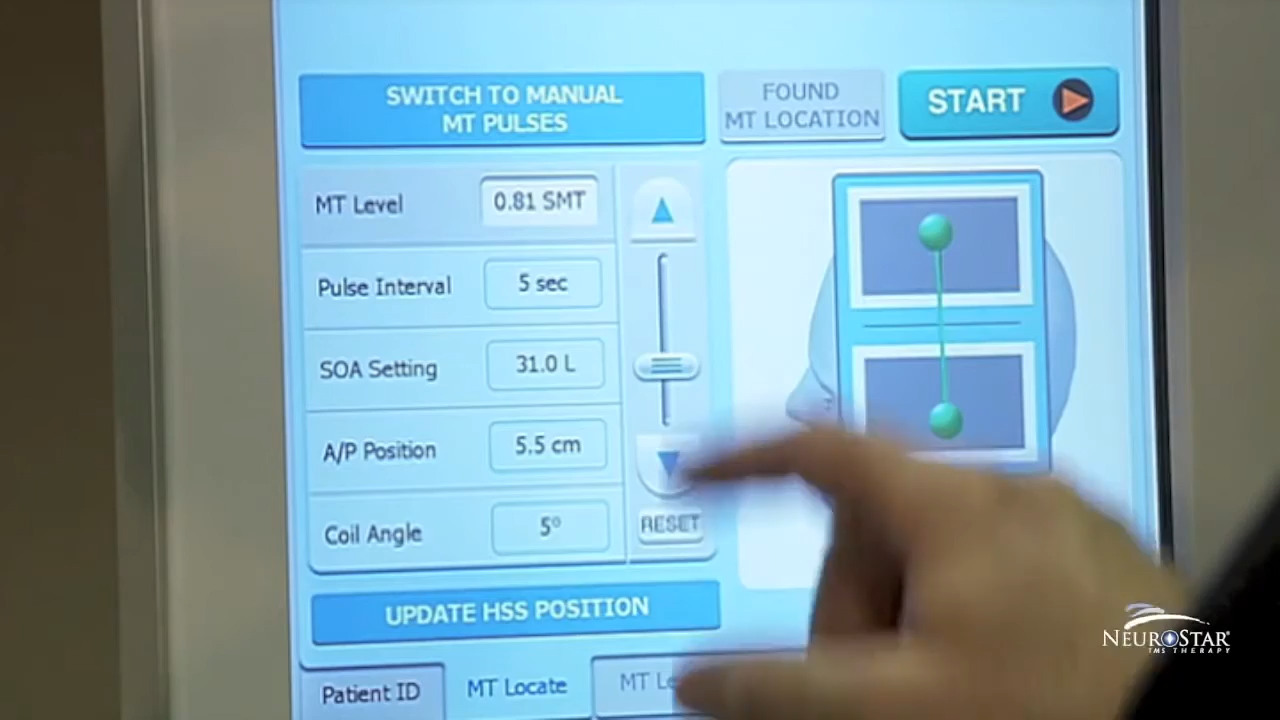 SWITCH TO MANUAL
MT PULSES
FOUND
MT LOCATION
START
MT Level
0.81 SMT
Pulse Interval
5 sec
SOA Setting
31.0 L
A/P Position
5.5 cm
Coil Angle
5°
RESET
UPDATE HSS POSITION
Patient ID
MT Locate
MT
NEUROSTAR®
TMS THERAPY